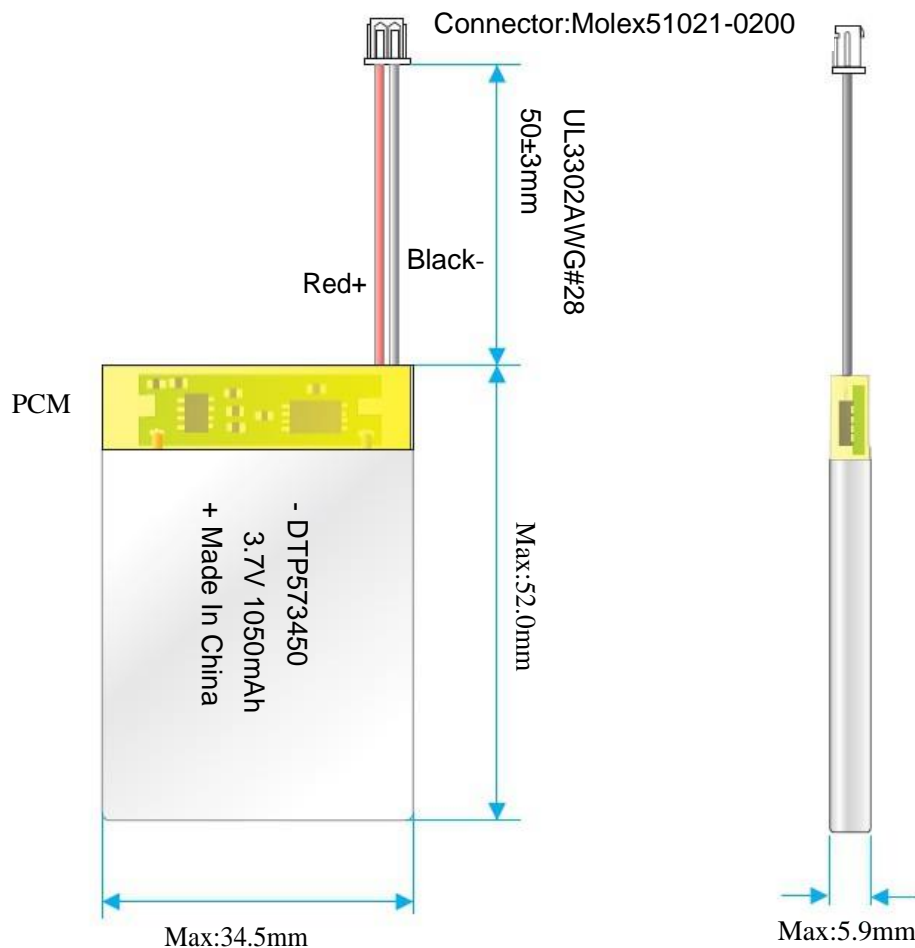 Connector:Molex51021-0200
UL3302AWG#28
50±3mm
Black-
Red+
PCM
- DTP573450
3.7V 1050mAh
+ Made In China
Max:52.0mm
Max:34.5mm
Max:5.9mm